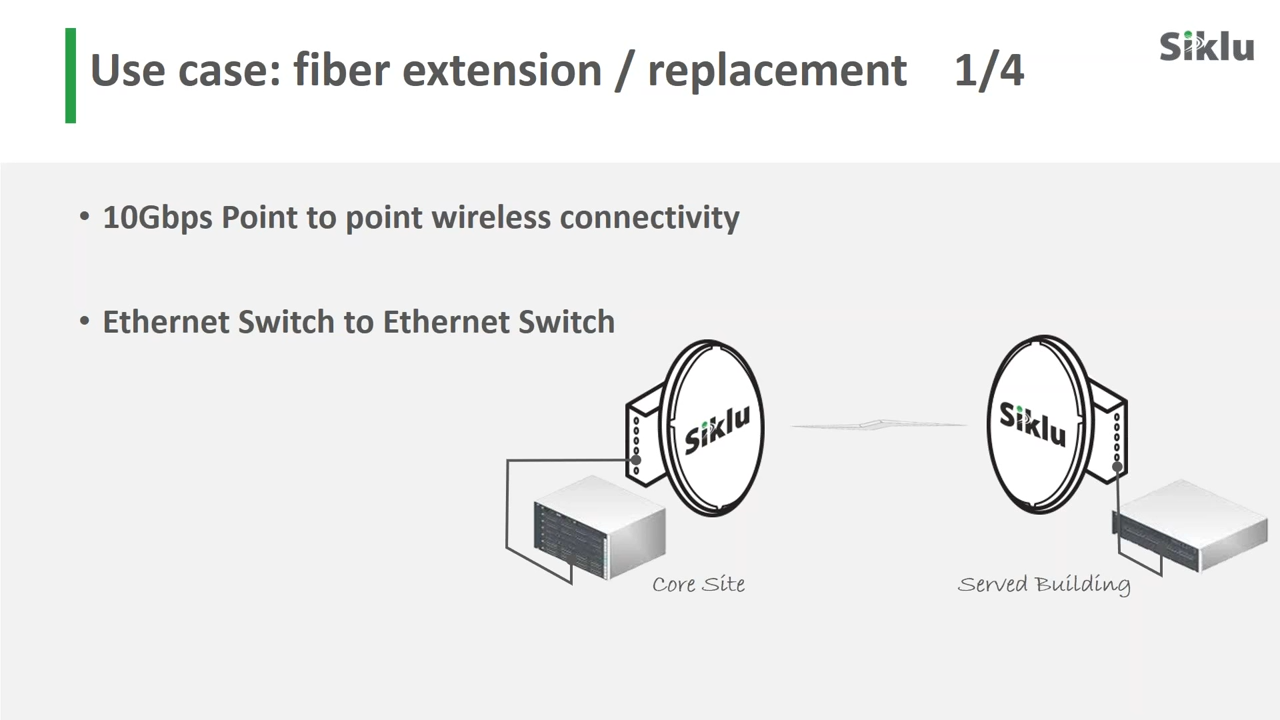 Use case: fiber extension / replacement 1/4
Siklu
• 10Gbps Point to point wireless connectivity
• Ethernet Switch to Ethernet Switch
Siklu
Siklu
Core Site
Served Building